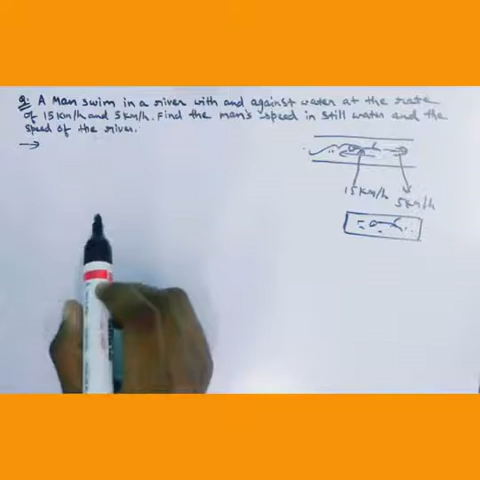 Q: A Man swim in a river with and against water at the rate
of 15 Km/h and 5 km/h. Find the man's speed in still water and the
speed of the river.
→
15 Km/h
5 Km/h